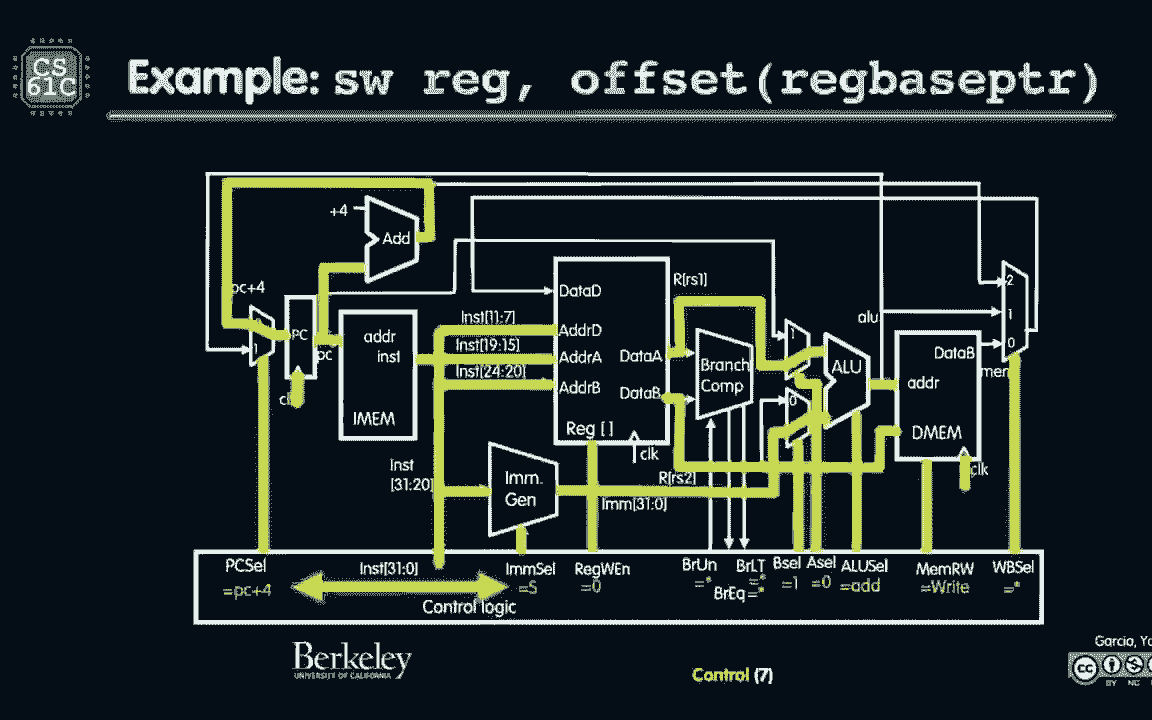 CS
61C
Example: sw reg, offset(regbaseptr)
+4
Add
pc+4
1
PC
pc
clk
addr
inst
IMEM
Inst[11:7]
Inst[19:15]
Inst[24:20]
Inst
[31:20]
DataD
AddrD
AddrA
AddrB
DataA
DataB
Reg []
clk
R[rs1]
Branch
Comp
Imm.
Gen
R[rs2]
Imm[31:0]
1
0
ALU
alu
DataB
addr
DMEM
clk
mem
2
1
0
PCSel
=pc+4
Inst[31:0]
Control logic
ImmSel
=S
RegWEn
=0
BrUn
=*
BrLT
=*
BrEq=*
Bsel
=1
Asel
=0
ALUSel
=add
MemRW
=Write
WBSel
=*
Berkeley
UNIVERSITY OF CALIFORNIA
Control (7)
Garcia, Yo
cc
BY NC